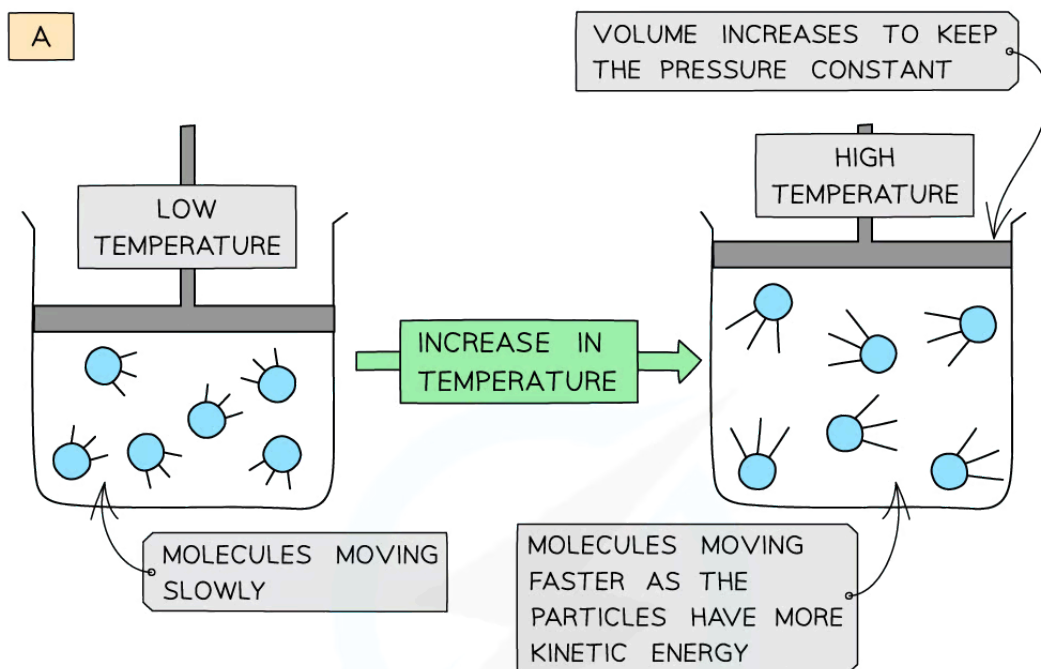 A
VOLUME INCREASES TO KEEP
THE PRESSURE CONSTANT
LOW
TEMPERATURE
HIGH
TEMPERATURE
INCREASE IN
TEMPERATURE
MOLECULES MOVING
SLOWLY
MOLECULES MOVING
FASTER AS THE
PARTICLES HAVE MORE
KINETIC ENERGY